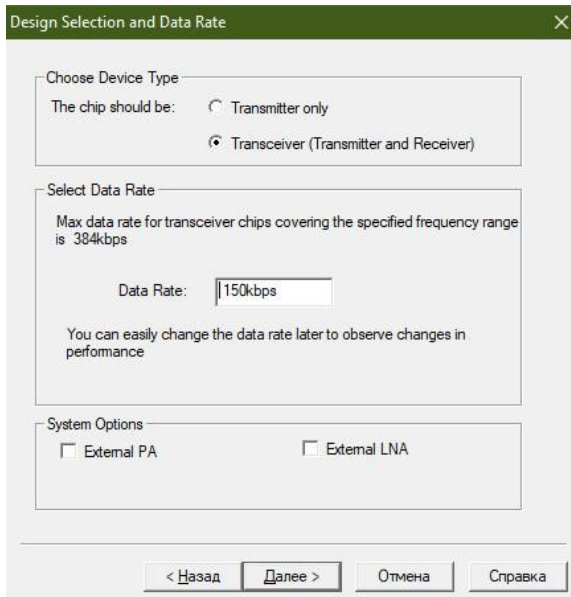 Design Selection and Data Rate
Choose Device Type
The chip should be:
Transmitter only
Transceiver (Transmitter and Receiver)
Select Data Rate
Max data rate for transceiver chips covering the specified frequency range
is 384kbps
Data Rate:
150kbps
You can easily change the data rate later to observe changes in
performance
System Options
External PA
External LNA
< Назад
Далее >
Отмена
Справка